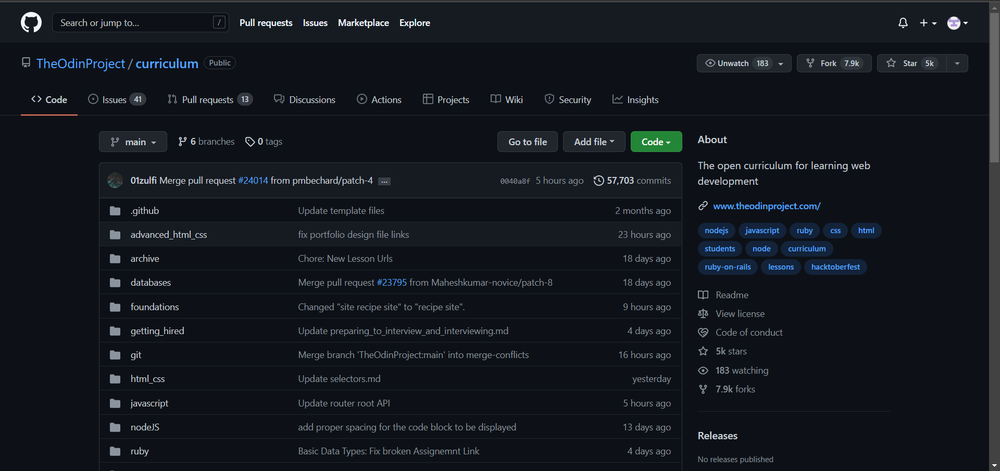 Search or jump to... /
Pull requests Issues Marketplace Explore
TheOdinProject / curriculum Public
Unwatch 183
Fork 7.9k
Star 5k
Code
Issues 41
Pull requests 13
Discussions
Actions
Projects
Wiki
Security
Insights
main
6 branches
0 tags
Go to file
Add file
Code
01zulfi Merge pull request #24014 from pmbechard/patch-4 ... 0040a8f 5 hours ago 57,703 commits
.github Update template files 2 months ago
advanced_html_css fix portfolio design file links 23 hours ago
archive Chore: New Lesson Urls 18 days ago
databases Merge pull request #23795 from Maheshkumar-novice/patch-8 18 days ago
foundations Changed "site recipe site" to "recipe site". 9 hours ago
getting_hired Update preparing_to_interview_and_interviewing.md 4 days ago
git Merge branch 'TheOdinProject:main' into merge-conflicts 16 hours ago
html_css Update selectors.md yesterday
javascript Update router root API 5 hours ago
nodeJS add proper spacing for the code block to be displayed 13 days ago
ruby Basic Data Types: Fix broken Assignemnt Link 4 days ago
About
The open curriculum for learning web
development
www.theodinproject.com/
nodejs javascript ruby css html
students node curriculum
ruby-on-rails lessons hacktoberfest
Readme
View license
Code of conduct
5k stars
183 watching
7.9k forks
Releases
No releases published